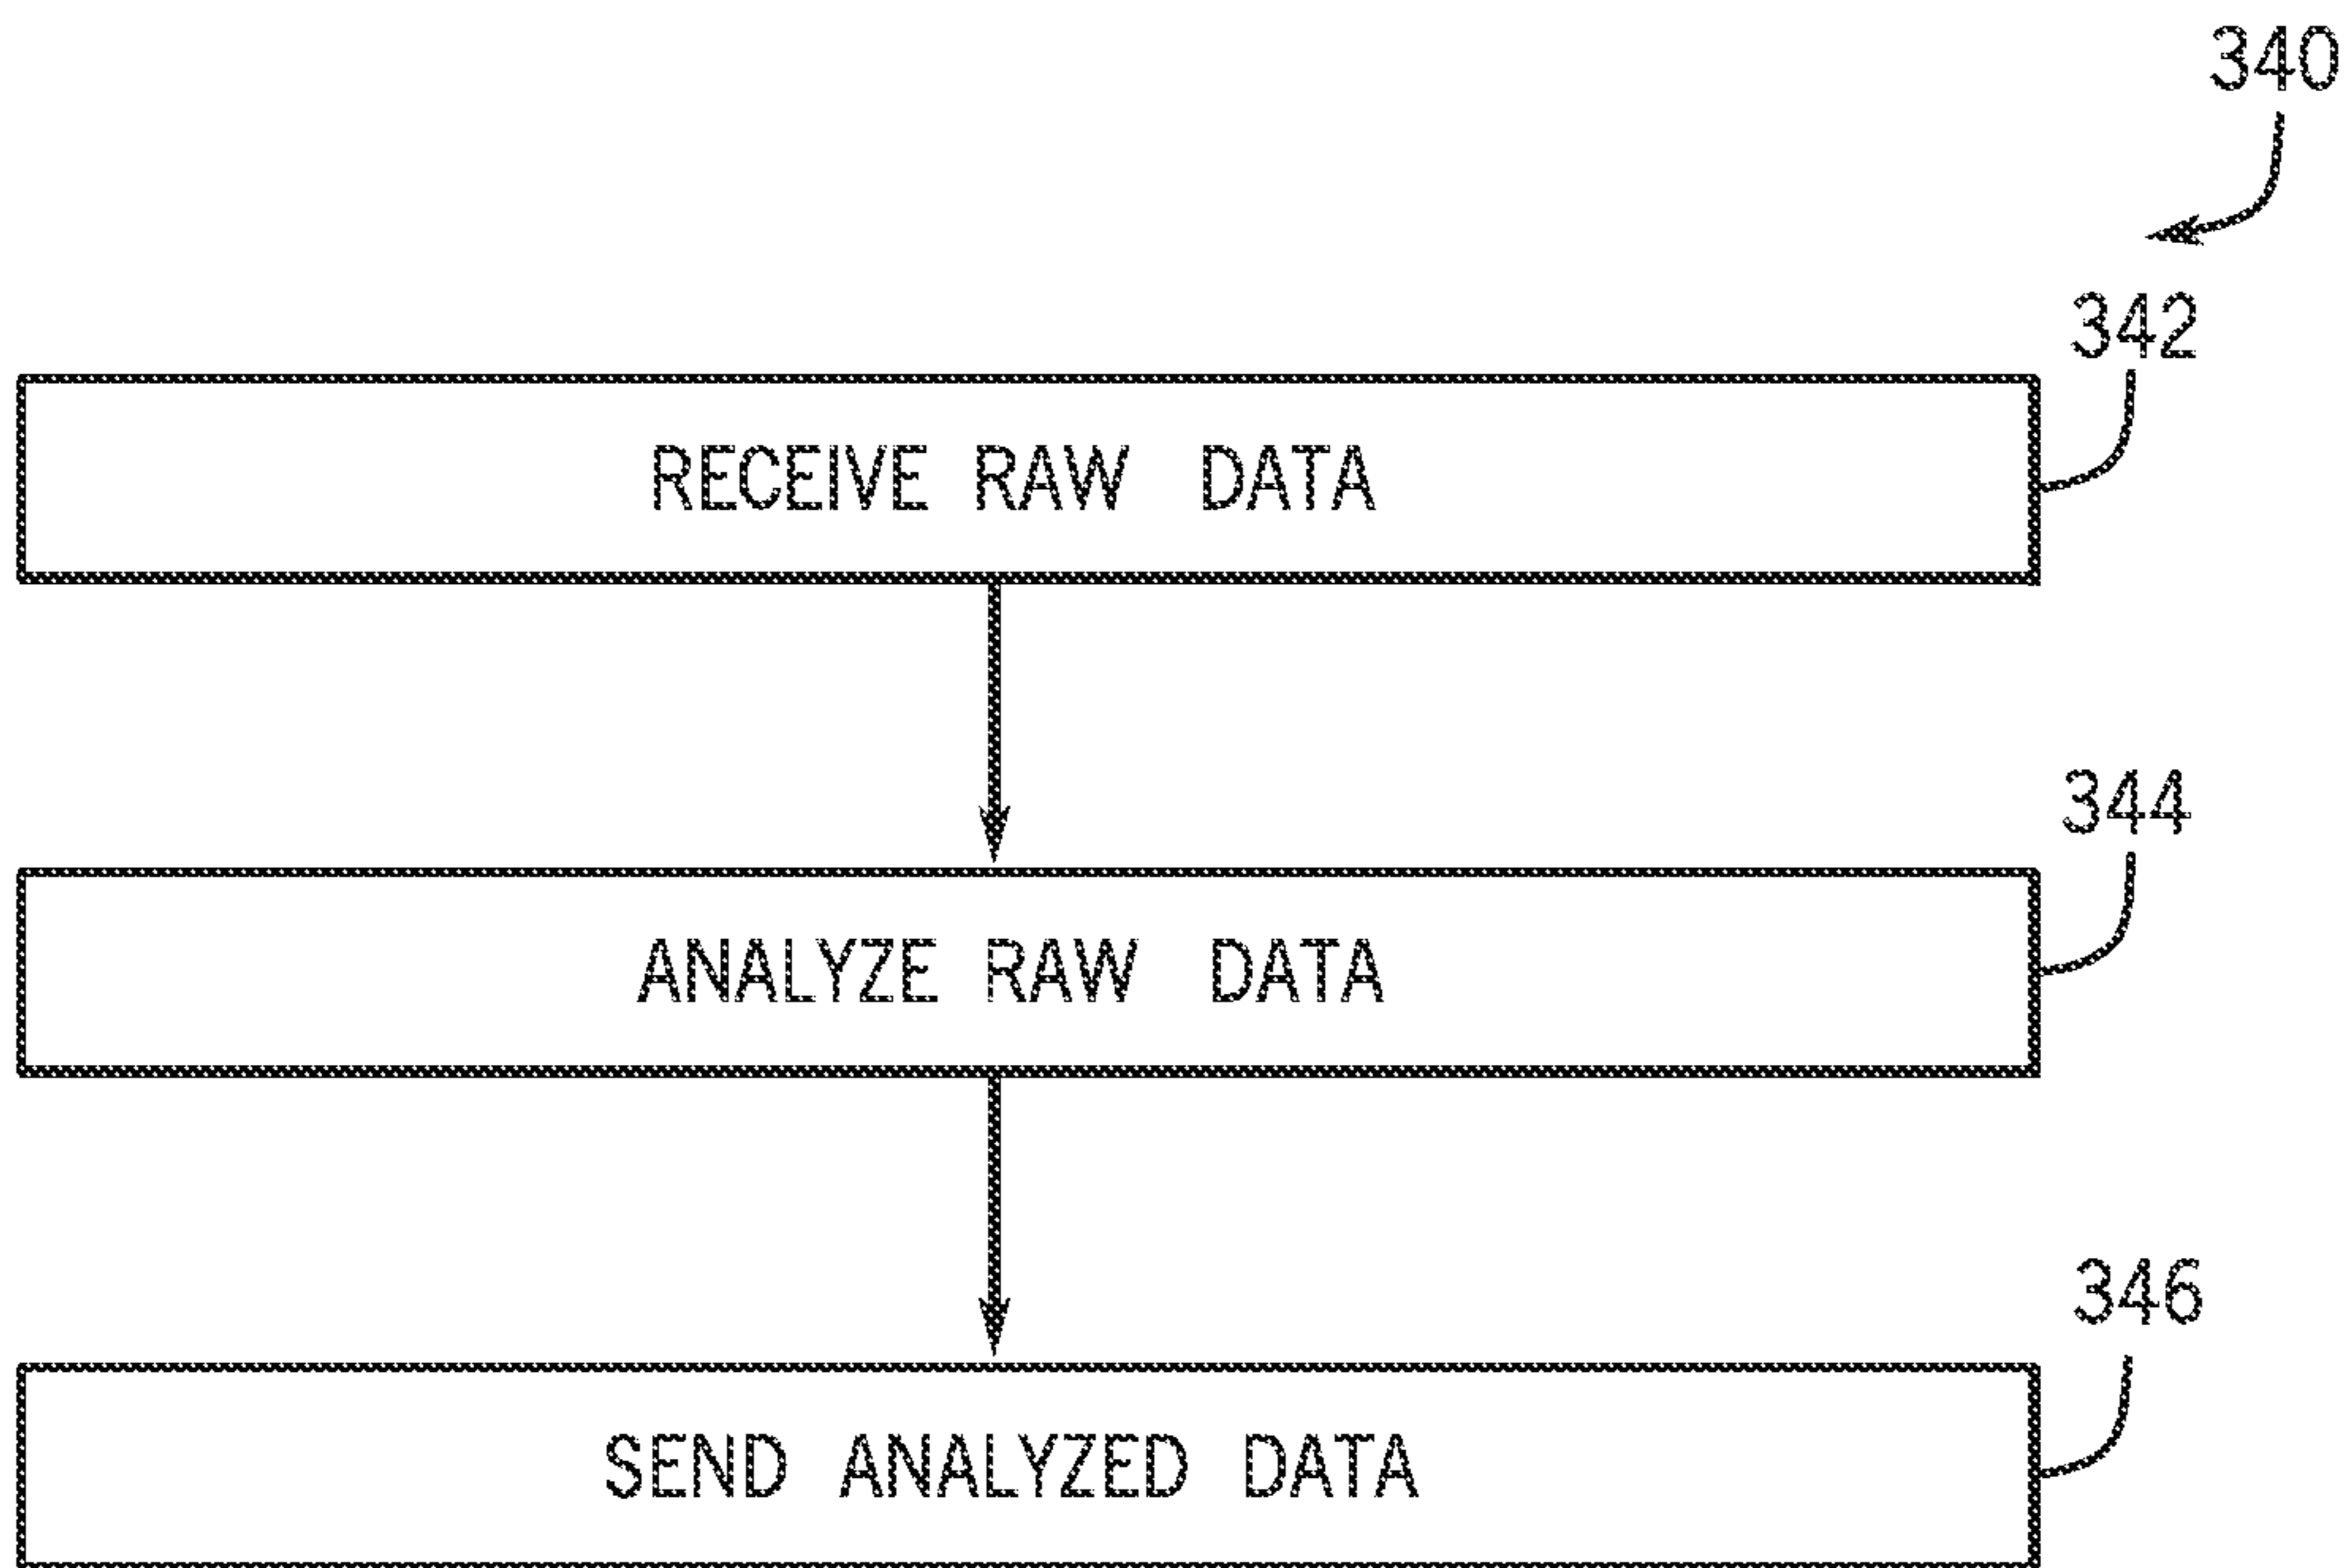 340
342
RECEIVE RAW DATA
344
ANALYZE RAW DATA
346
SEND ANALYZED DATA